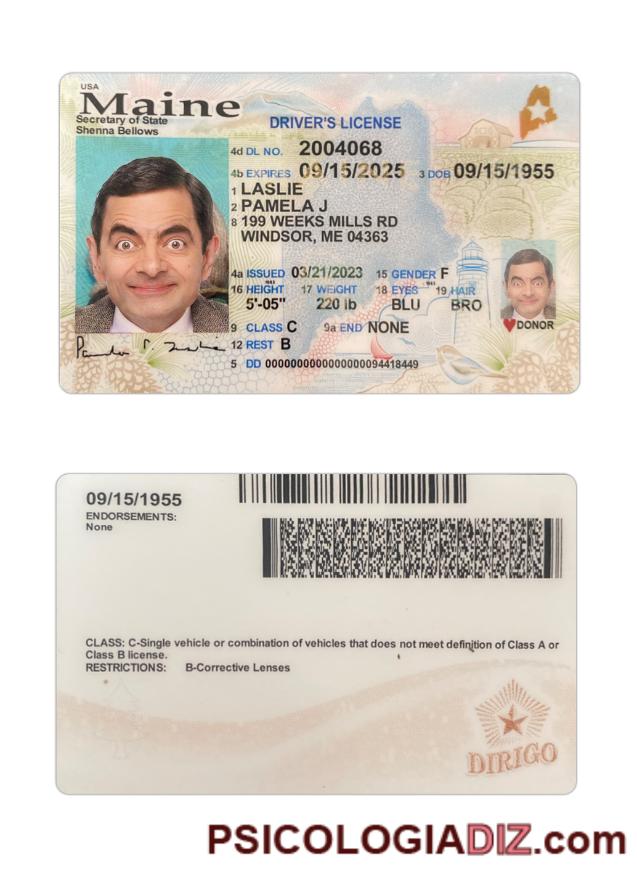 USA
Maine
Secretary of State
Shenna Bellows
DRIVER'S LICENSE
4d DL NO. 2004068
4b EXPIRES 09/15/2025 3 DOB 09/15/1955
1 LASLIE
2 PAMELA J
8 199 WEEKS MILLS RD
WINDSOR, ME 04363
4a ISSUED 03/21/2023 15 GENDER F
16 HEIGHT 17 WEIGHT 18 EYES 19 HAIR
5'-05" 220 lb BLU BRO
9 CLASS C 9a END NONE
DONOR
12 REST B
5 DD 0000000000000000094418449
09/15/1955
ENDORSEMENTS:
None
CLASS: C-Single vehicle or combination of vehicles that does not meet definition of Class A or
Class B license.
RESTRICTIONS: B-Corrective Lenses
DIRIGO
PSICOLOGIADIZ.com